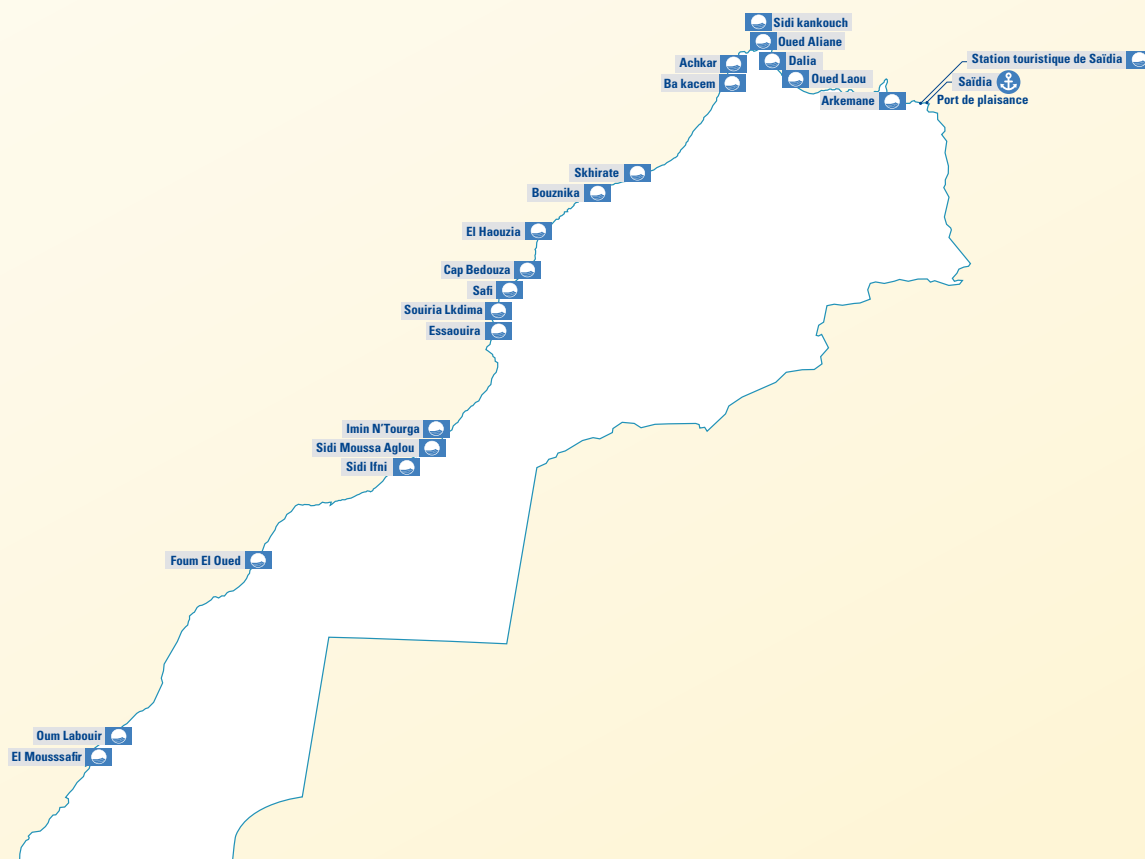 Sidi kankouch
Oued Aliane
Achkar
Dalia
Station touristique de Saïdia
Ba kacem
Oued Laou
Saïdia
Arkemane
Port de plaisance
Skhirate
Bouznika
El Haouzia
Cap Bedouza
Safi
Souiria Lkdima
Essaouira
Imin N'Tourga
Sidi Moussa Aglou
Sidi Ifni
Foum El Oued
Oum Labouir
El Mousssafir